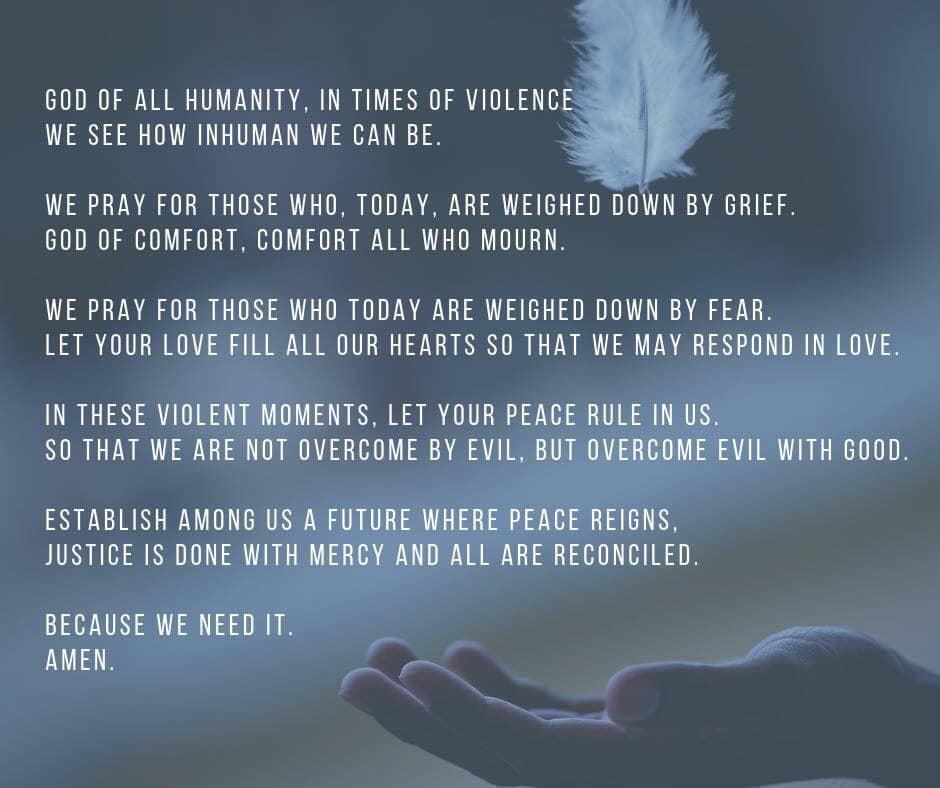 GOD OF ALL HUMANITY, IN TIMES OF VIOLENCE
WE SEE HOW INHUMAN WE CAN BE.
WE PRAY FOR THOSE WHO, TODAY, ARE WEIGHED DOWN BY GRIEF.
GOD OF COMFORT, COMFORT ALL WHO MOURN.
WE PRAY FOR THOSE WHO TODAY ARE WEIGHED DOWN BY FEAR.
LET YOUR LOVE FILL ALL OUR HEARTS SO THAT WE MAY RESPOND IN LOVE.
IN THESE VIOLENT MOMENTS, LET YOUR PEACE RULE IN US.
SO THAT WE ARE NOT OVERCOME BY EVIL, BUT OVERCOME EVIL WITH GOOD.
ESTABLISH AMONG US A FUTURE WHERE PEACE REIGNS,
JUSTICE IS DONE WITH MERCY AND ALL ARE RECONCILED.
BECAUSE WE NEED IT.
AMEN.